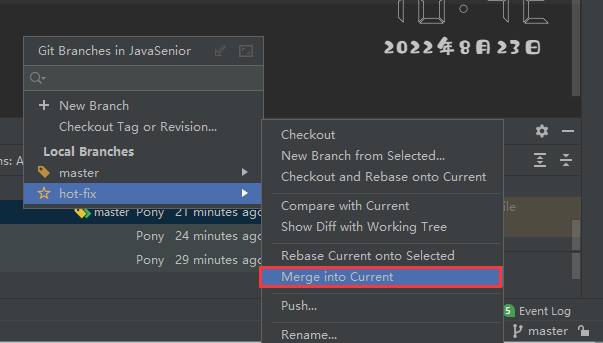 Git Branches in JavaSenior
2022年8月23日
New Branch
Checkout Tag or Revision...
Local Branches
master
hot-fix
Checkout
New Branch from Selected...
Checkout and Rebase onto Current
Compare with Current
Show Diff with Working Tree
Rebase Current onto Selected
Merge into Current
Push...
Rename...
master Pony 21 minutes ago
Pony 24 minutes ago
Pony 29 minutes ago
5 Event Log
master